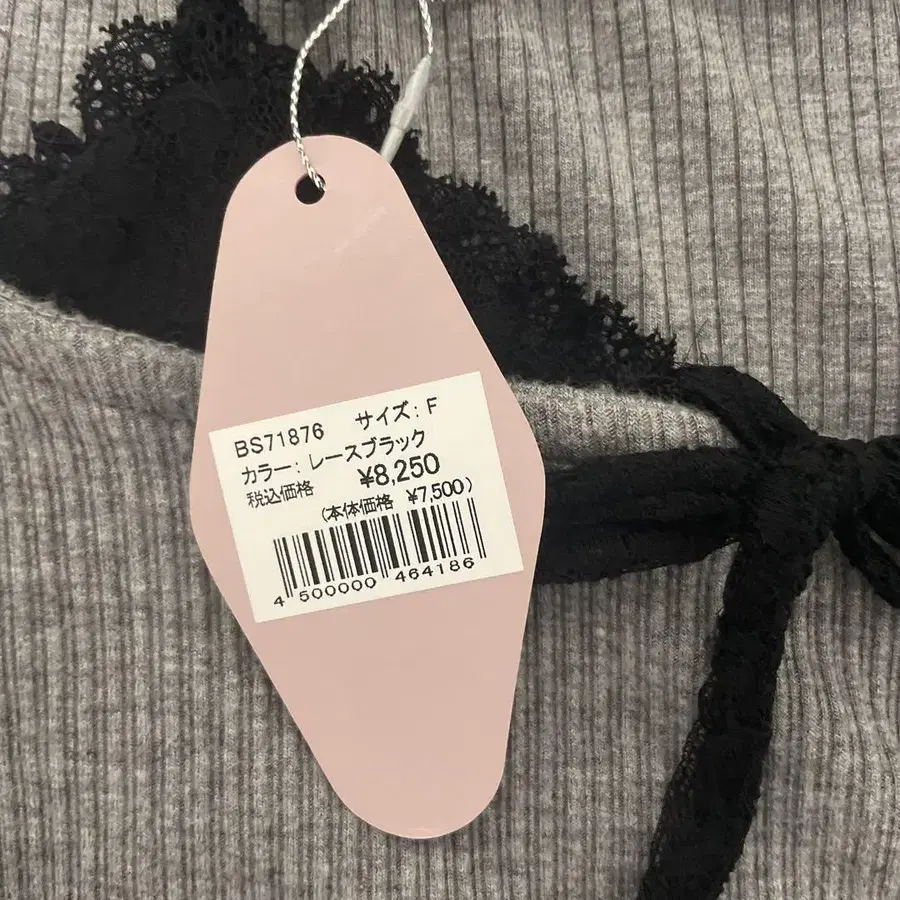 BS71876 サイズ: F
カラー: レースブラック
税込価格 ¥8,250
(本体価格 ¥7,500)
4 500000 464186